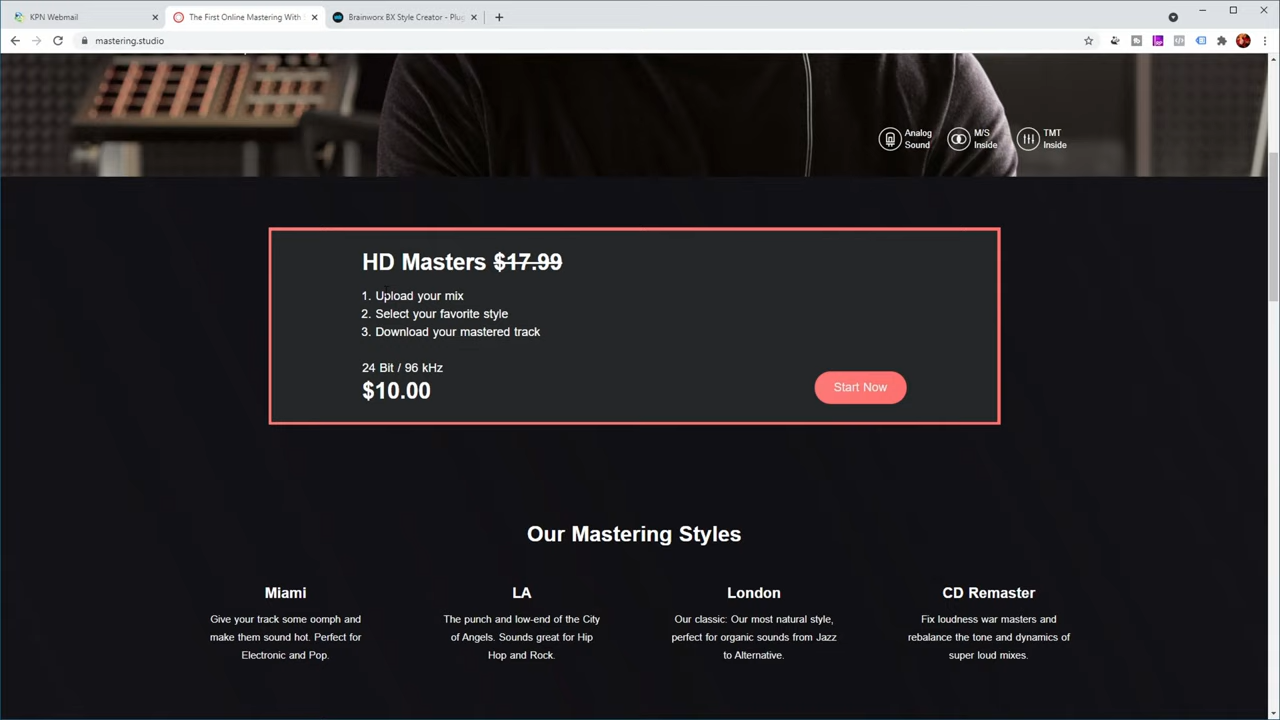 KPN Webmail
The First Online Mastering With
Brainworx BX Style Creator - Plug
mastering.studio
Analog
Sound
M/S
Inside
TMT
Inside
HD Masters $17.99
1. Upload your mix
2. Select your favorite style
3. Download your mastered track
24 Bit / 96 kHz
$10.00
Start Now
Our Mastering Styles
Miami
Give your track some oomph and
make them sound hot. Perfect for
Electronic and Pop.
LA
The punch and low-end of the City
of Angels. Sounds great for Hip
Hop and Rock.
London
Our classic: Our most natural style,
perfect for organic sounds from Jazz
to Alternative.
CD Remaster
Fix loudness war masters and
rebalance the tone and dynamics of
super loud mixes.